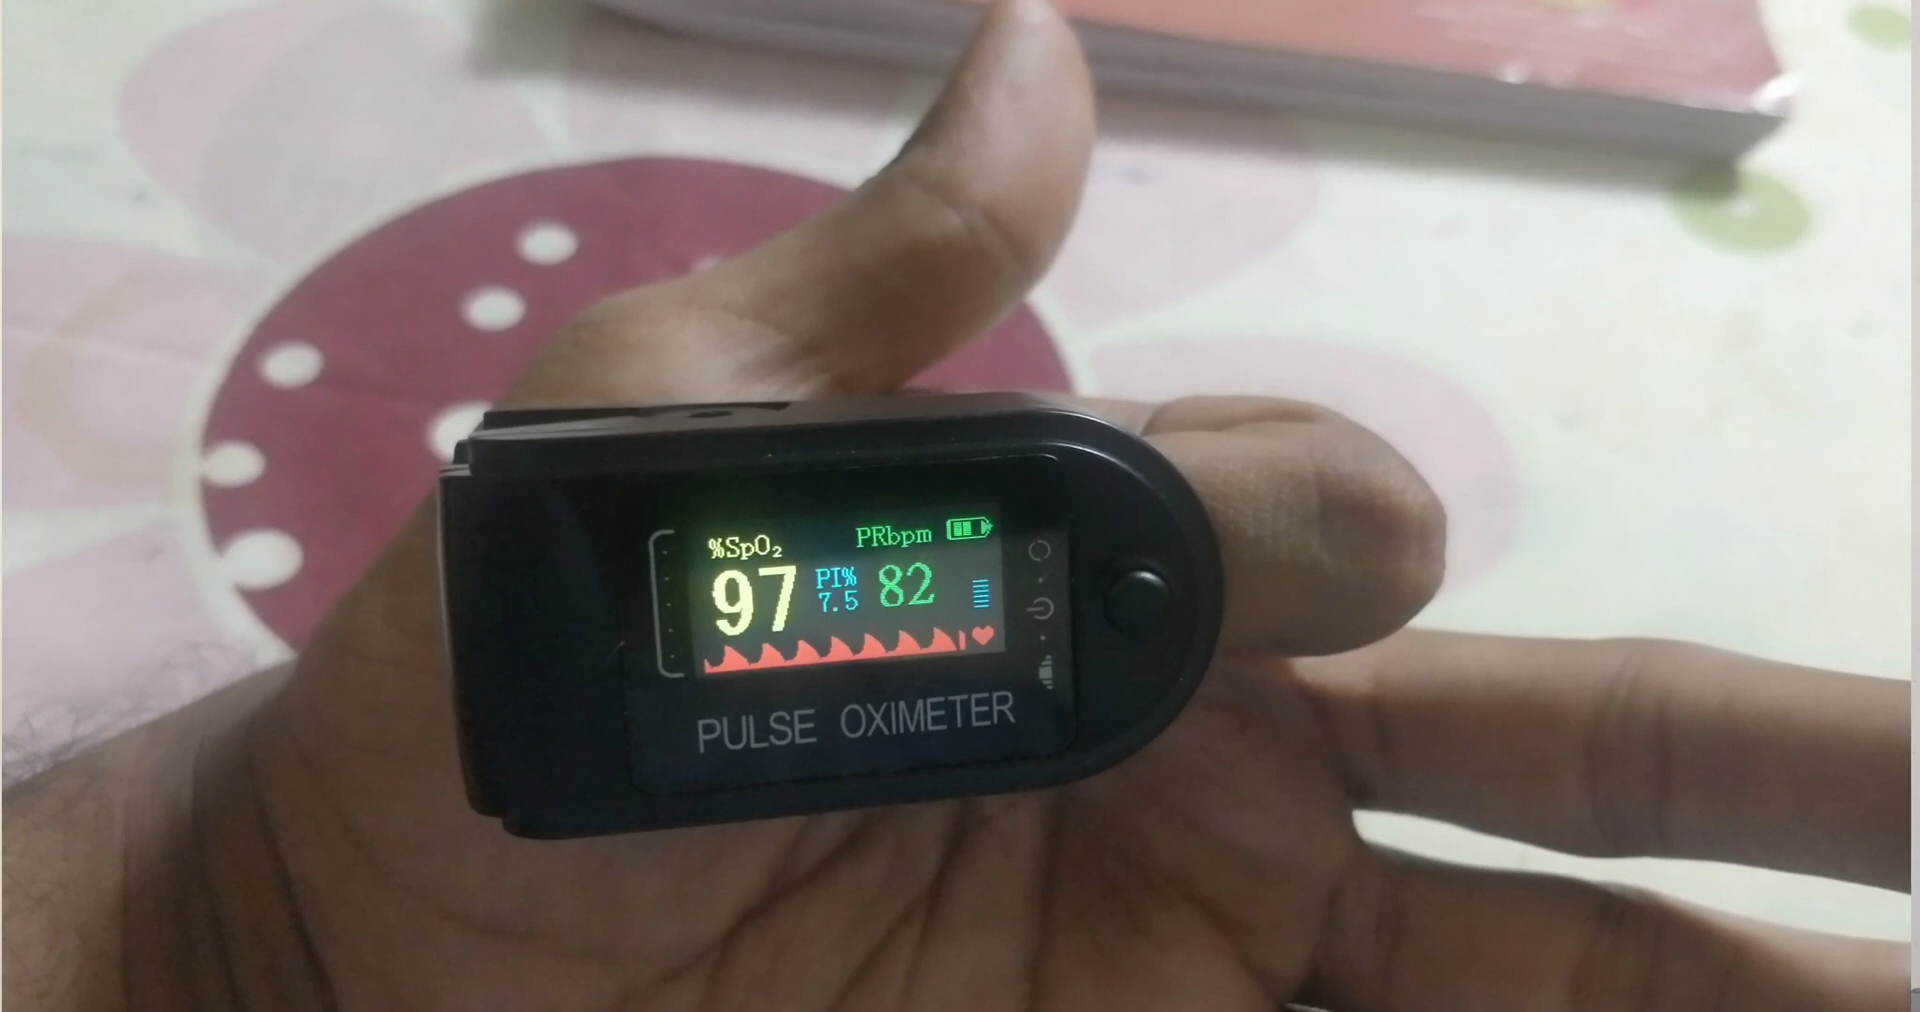 %SpO₂ PRbpm
97 PI% 82
7.5
PULSE OXIMETER